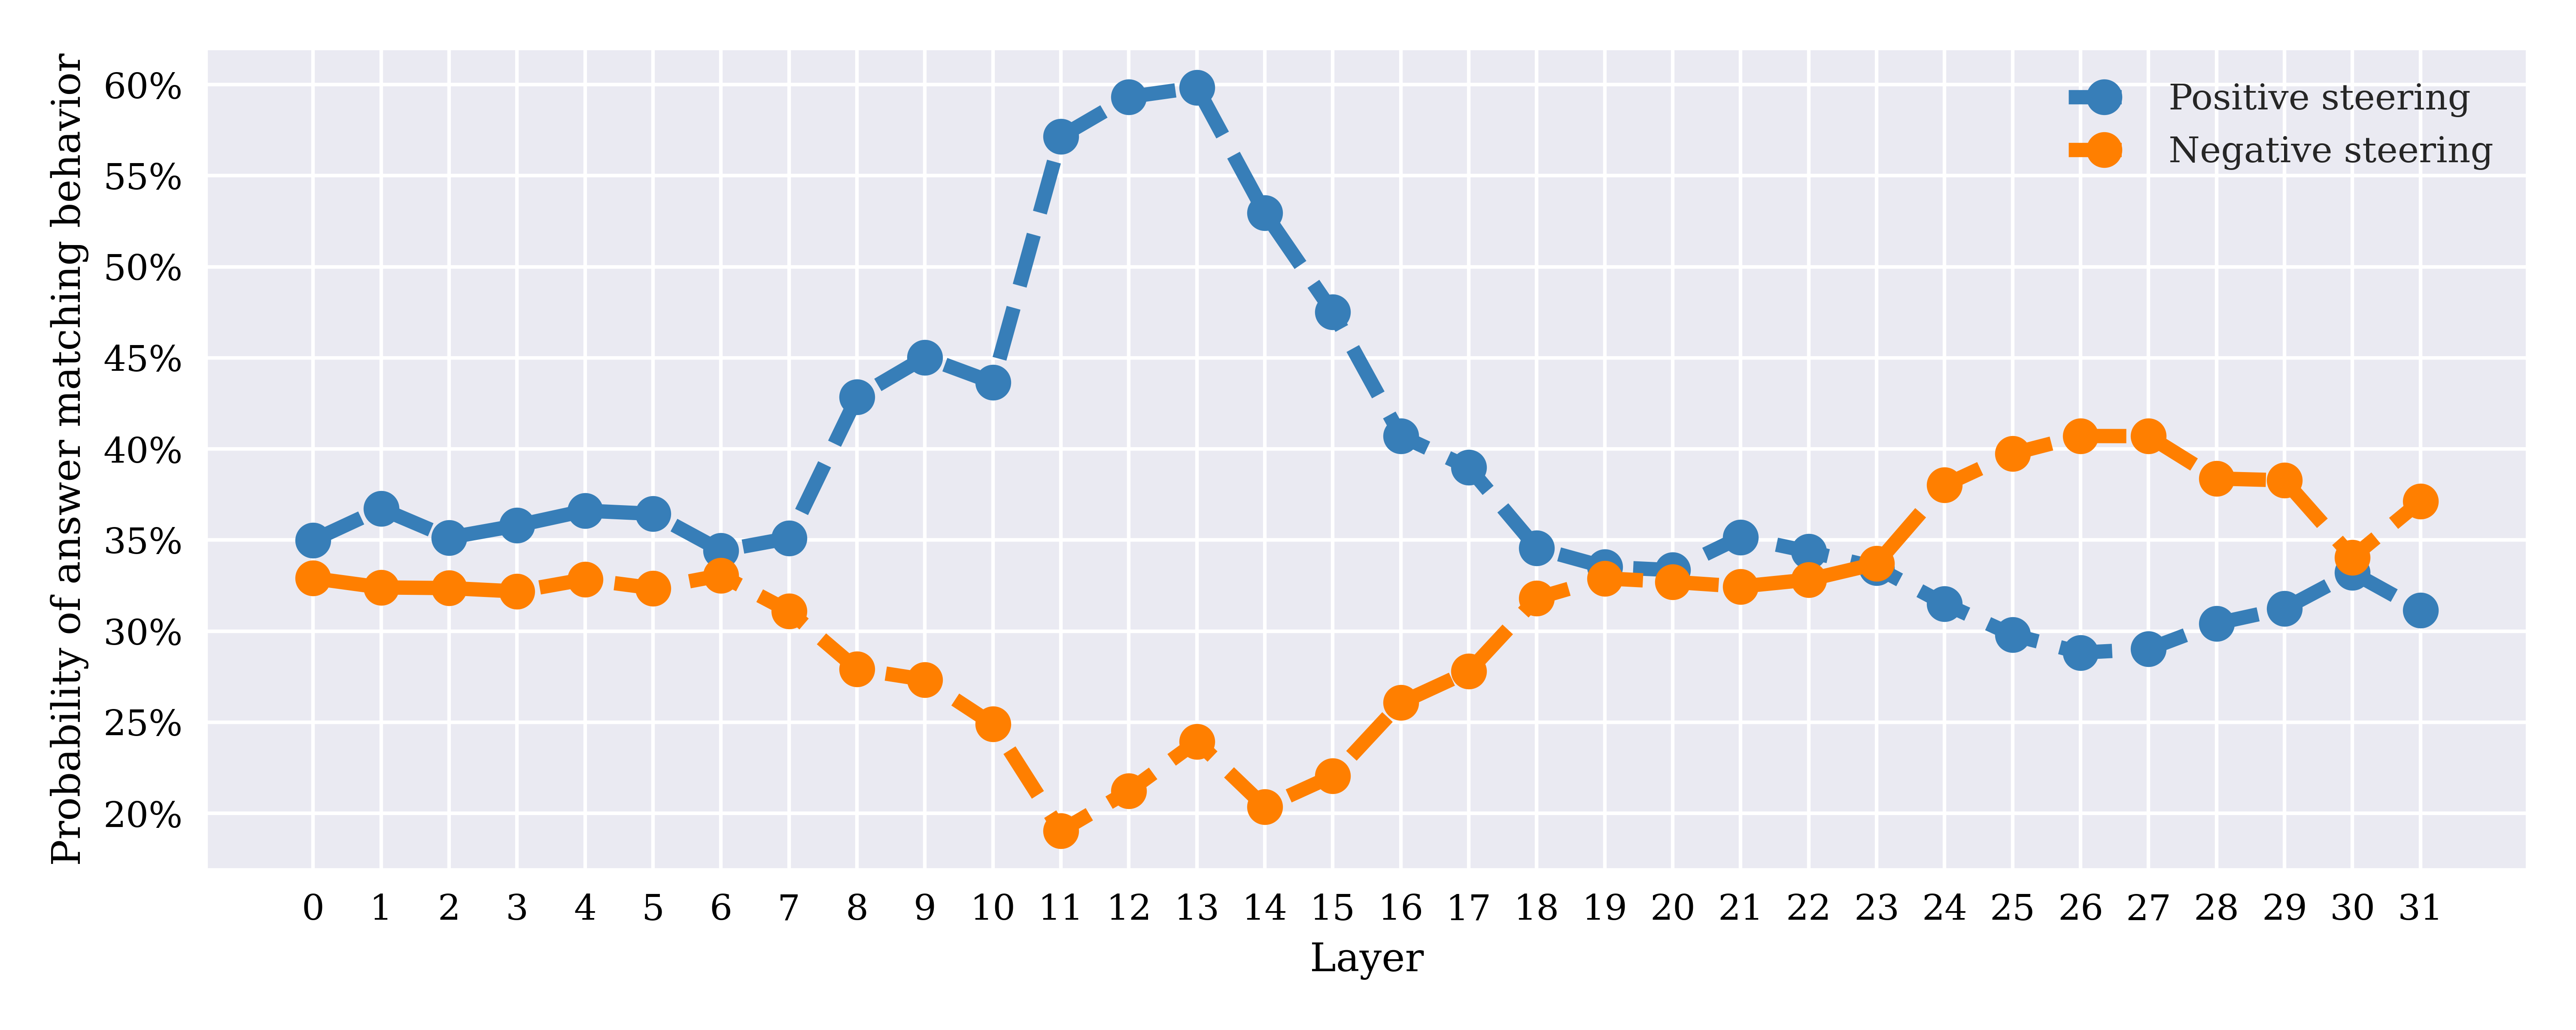 Probability of answer matching behavior
60%
55%
50%
45%
40%
35%
30%
25%
20%
Positive steering
Negative steering
0 1 2 3 4 5 6 7 8 9 10 11 12 13 14 15 16 17 18 19 20 21 22 23 24 25 26 27 28 29 30 31
Layer